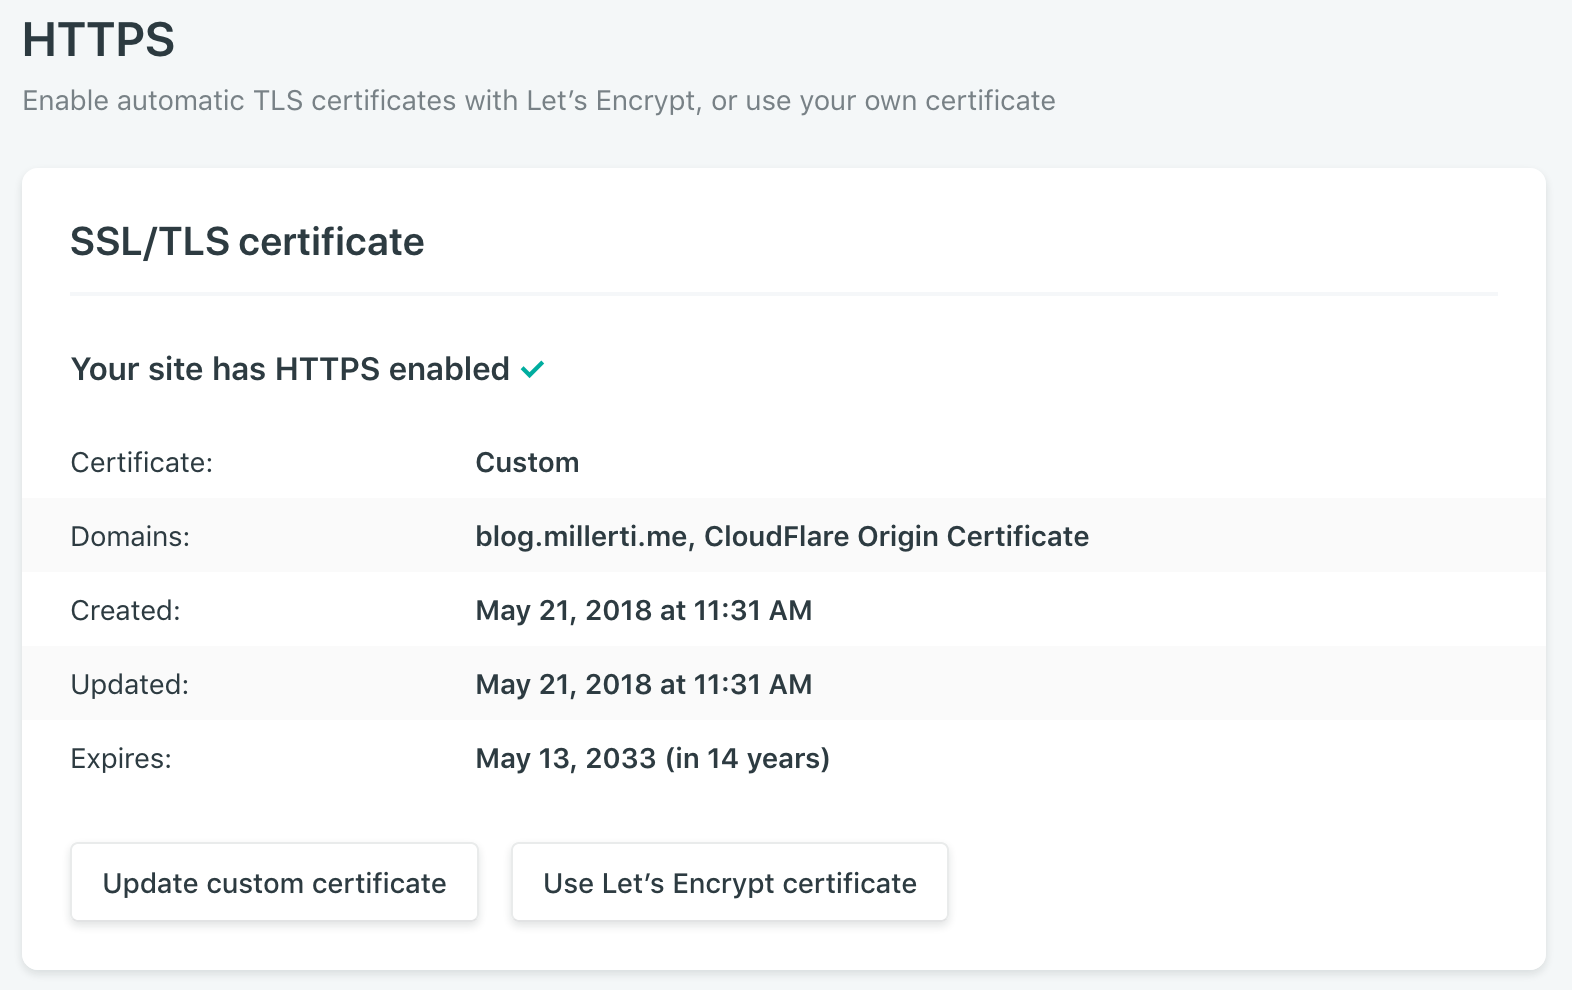 HTTPS
Enable automatic TLS certificates with Let’s Encrypt, or use your own certificate
SSL/TLS certificate
Your site has HTTPS enabled ✓
Certificate: Custom
Domains: blog.millerti.me, CloudFlare Origin Certificate
Created: May 21, 2018 at 11:31 AM
Updated: May 21, 2018 at 11:31 AM
Expires: May 13, 2033 (in 14 years)
Update custom certificate Use Let’s Encrypt certificate